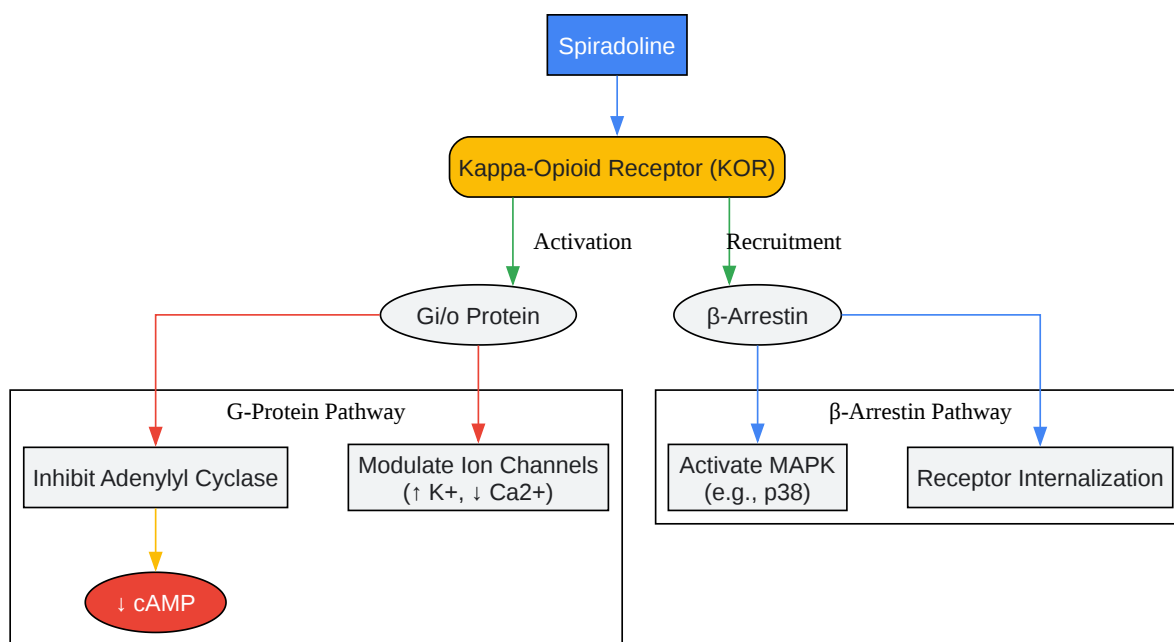 Spiradoline
Kappa-Opioid Receptor (KOR)
Activation
Recruitment
Gi/o Protein
β-Arrestin
G-Protein Pathway
β-Arrestin Pathway
Inhibit Adenylyl Cyclase
Modulate Ion Channels
(↑ K+, ↓ Ca2+)
Activate MAPK
(e.g., p38)
Receptor Internalization
↓ cAMP